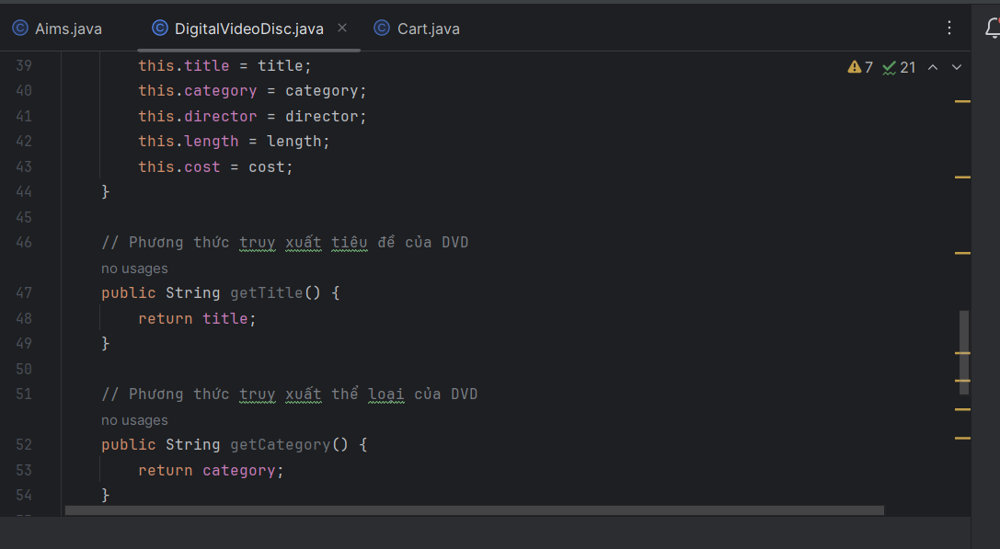 Aims.java DigitalVideoDisc.java Cart.java
7 21
39 this.title = title;
40 this.category = category;
41 this.director = director;
42 this.length = length;
43 this.cost = cost;
44 }
45
46 // Phương thức truy xuất tiêu đề của DVD
no usages
47 public String getTitle() {
48 return title;
49 }
50
51 // Phương thức truy xuất thể loại của DVD
no usages
52 public String getCategory() {
53 return category;
54 }